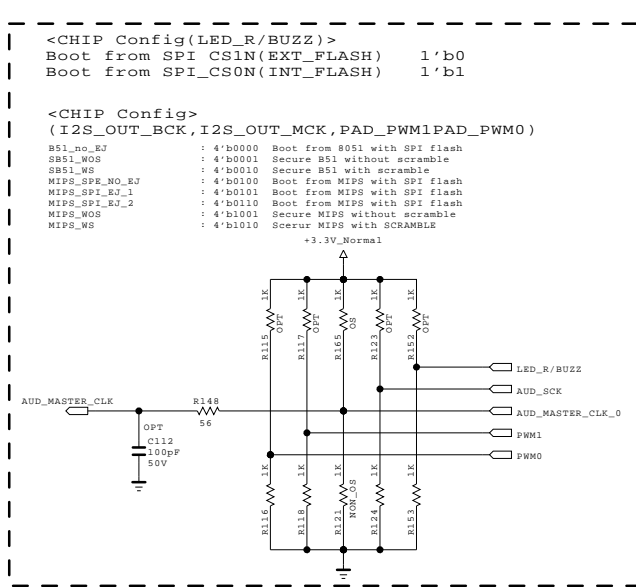 <CHIP Config(LED_R/BUZZ)>
Boot from SPI CS1N(EXT_FLASH) 1'b0
Boot from SPI_CS0N(INT_FLASH) 1'b1
<CHIP Config>
(I2S_OUT_BCK,I2S_OUT_MCK,PAD_PWM1PAD_PWM0)
B51_no_EJ : 4'b0000 Boot from 8051 with SPI flash
SB51_WOS : 4'b0001 Secure B51 without scramble
SB51_WS : 4'b0010 Secure B51 with scramble
MIPS_SPE_NO_EJ : 4'b0100 Boot from MIPS with SPI flash
MIPS_SPI_EJ_1 : 4'b0101 Boot from MIPS with SPI flash
MIPS_SPI_EJ_2 : 4'b0110 Boot from MIPS with SPI flash
MIPS_WOS : 4'b1001 Secure MIPS without scramble
MIPS_WS : 4'b1010 Scerur MIPS with SCRAMBLE
+3.3V_Normal
R115 1K OPT
R117 1K OPT
R165 1K OS
R123 1K OPT
R152 1K OPT
LED_R/BUZZ
AUD_SCK
AUD_MASTER_CLK_0
PWM1
PWM0
AUD_MASTER_CLK
R148
56
OPT
C112
100pF
50V
R116 1K
R118 1K
R121 1K NON_OS
R124 1K
R153 1K